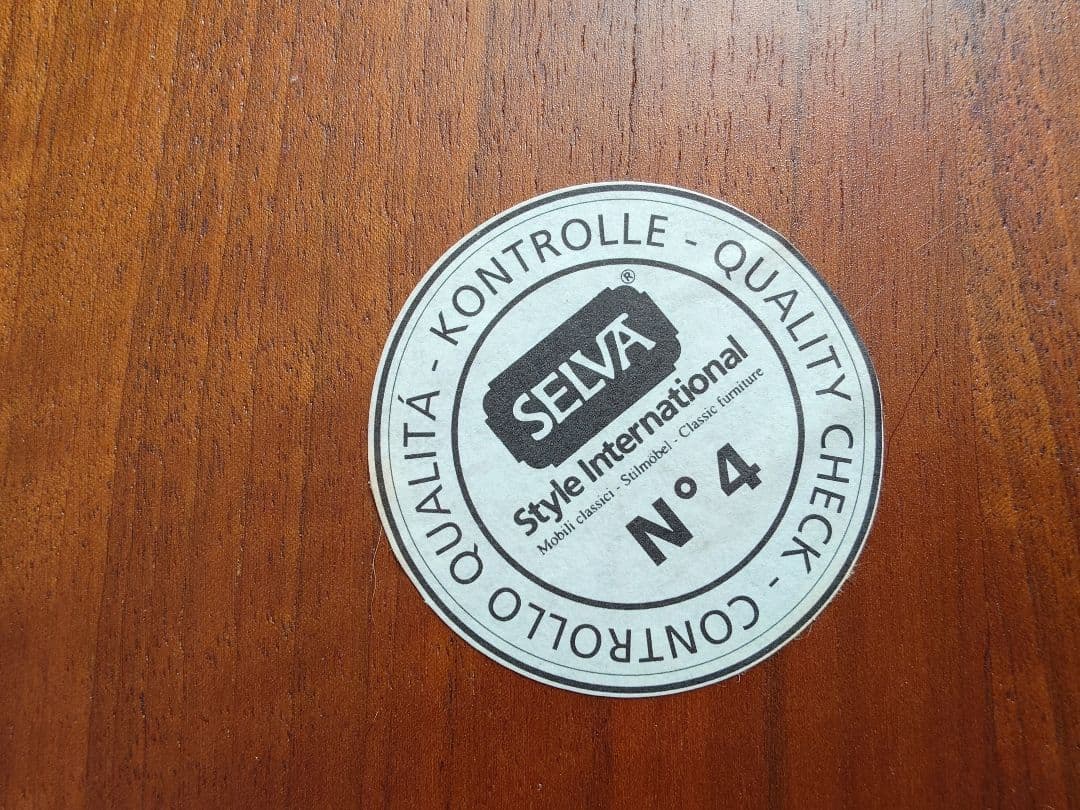 KONTROLLE - QUALITY CHECK - CONTROLLO QUALITÁ -
SELVA®
Style International
Mobili classici - Stilmöbel - Classic furniture
N° 4